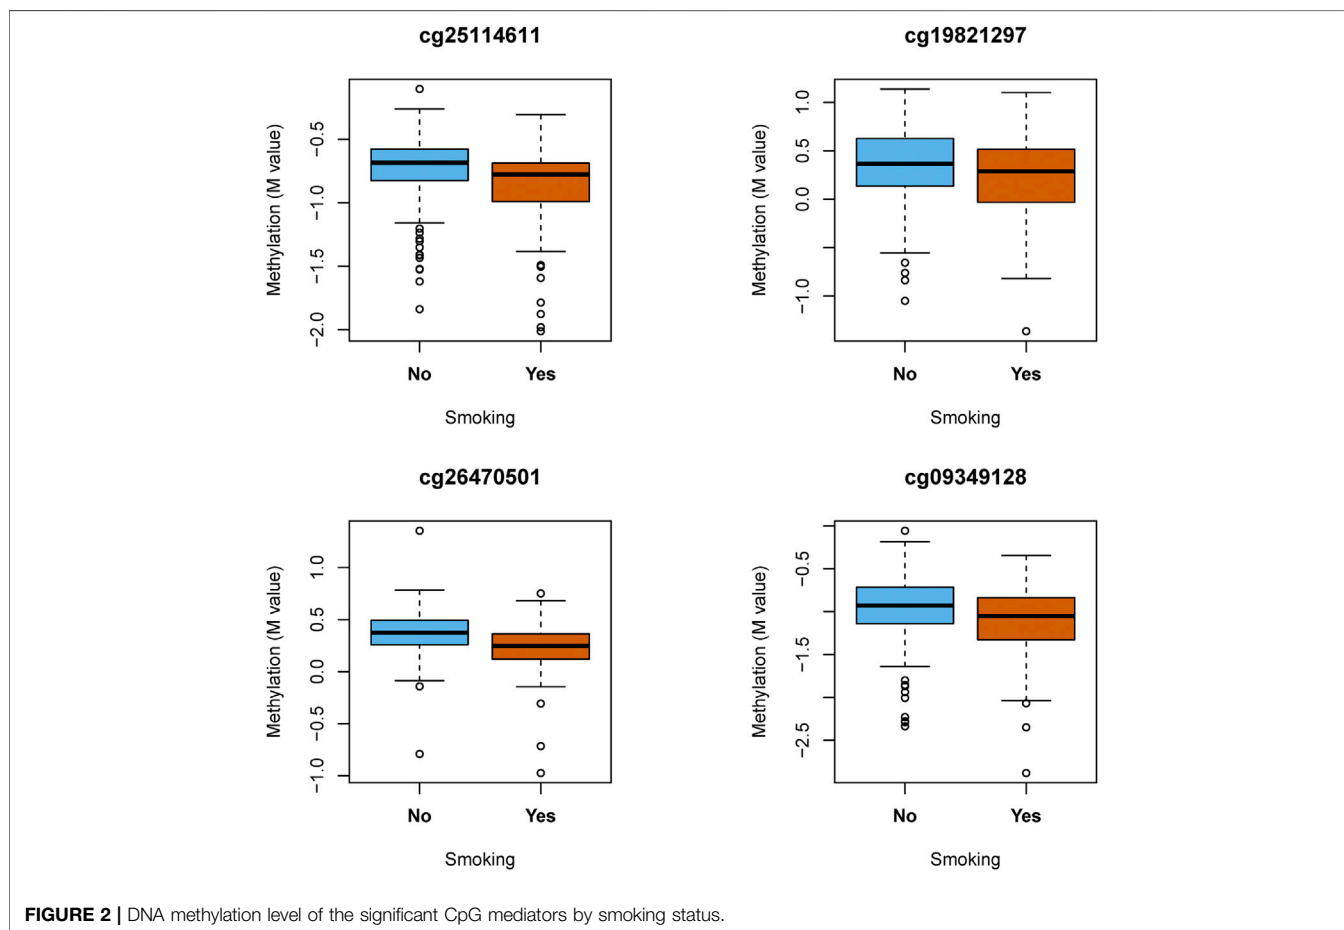 cg25114611
Methylation (M value)
−0.5
−1.0
−1.5
−2.0
No
Yes
Smoking
cg19821297
Methylation (M value)
1.0
0.5
0.0
−1.0
No
Yes
Smoking
cg26470501
Methylation (M value)
1.0
0.5
0.0
−0.5
−1.0
No
Yes
Smoking
cg09349128
Methylation (M value)
−0.5
−1.5
−2.5
No
Yes
Smoking
FIGURE 2 | DNA methylation level of the significant CpG mediators by smoking status.